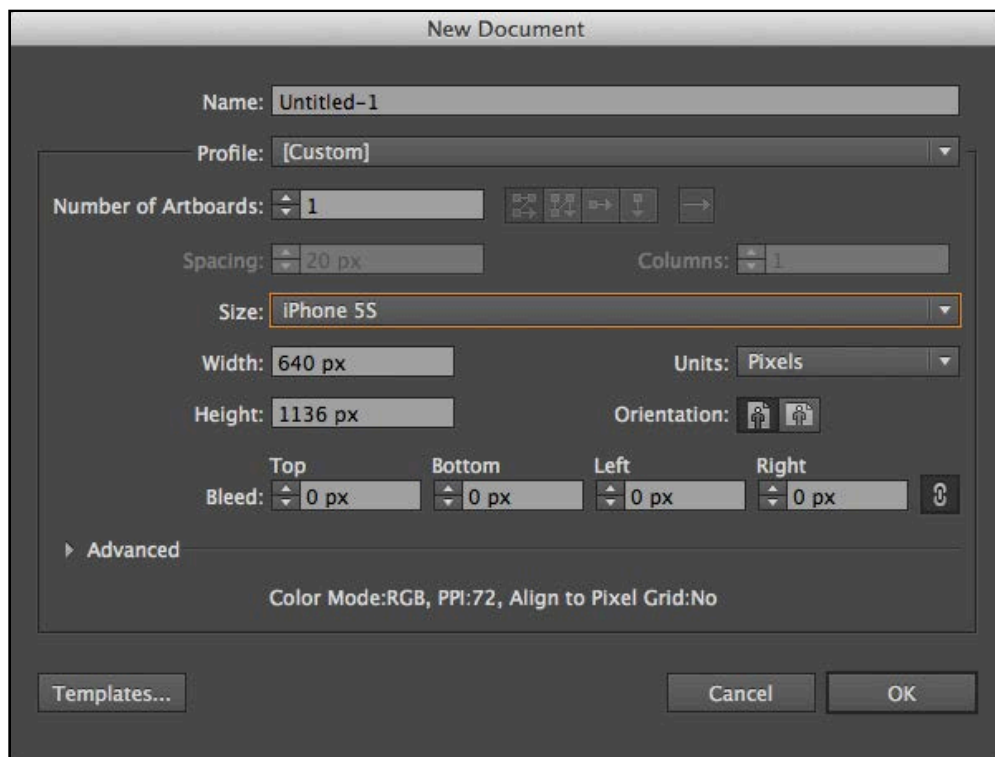 New Document
Name: Untitled-1
Profile: [Custom]
Number of Artboards: 1
Spacing: 20 px Columns: 1
Size: iPhone 5S
Width: 640 px Units: Pixels
Height: 1136 px Orientation:
Top Bottom Left Right
Bleed: 0 px 0 px 0 px 0 px
Advanced
Color Mode:RGB, PPI:72, Align to Pixel Grid:No
Templates... Cancel OK